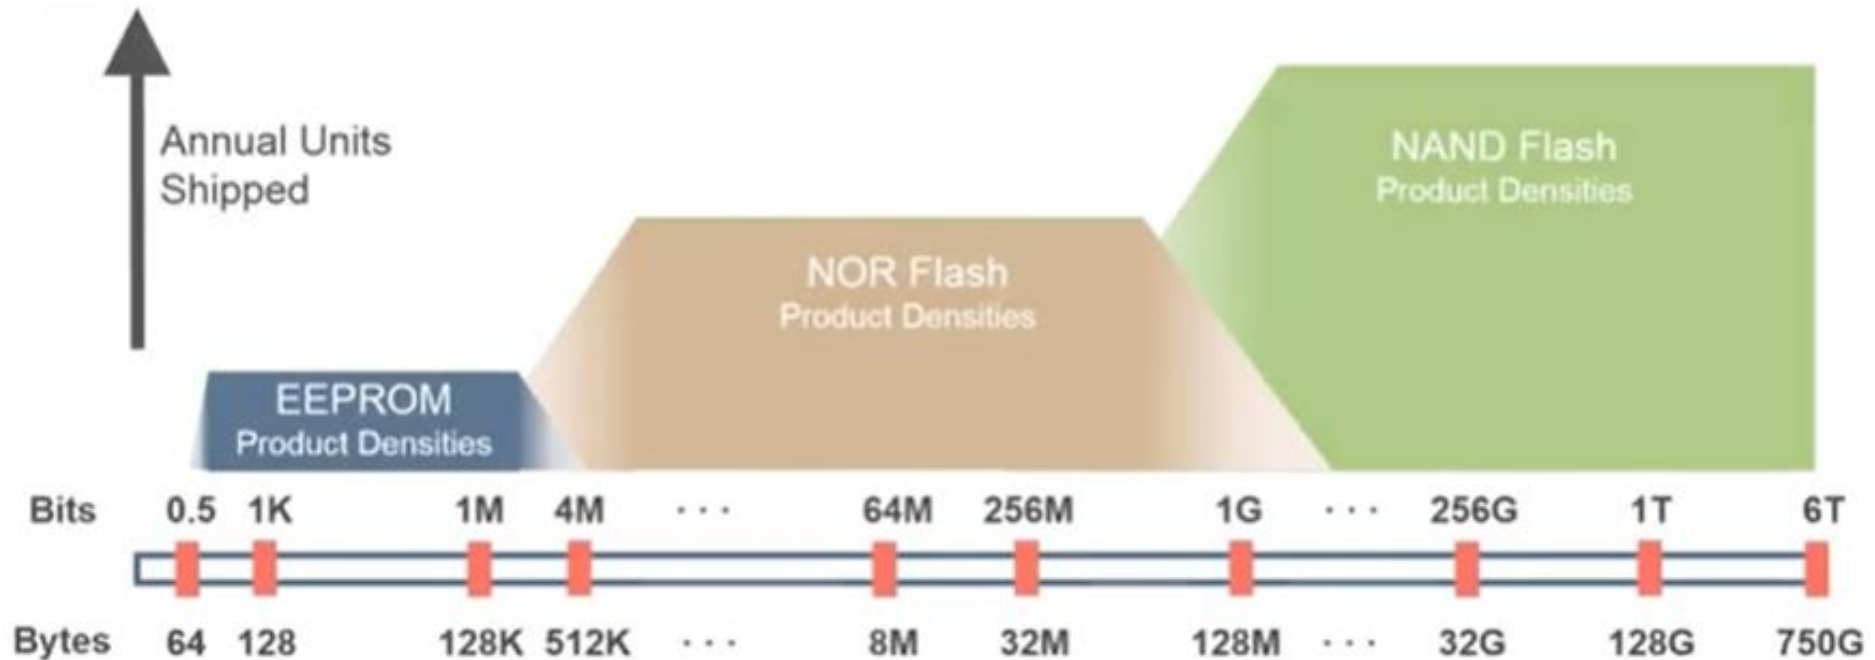 Annual Units
Shipped
NAND Flash
Product Densities
NOR Flash
Product Densities
EEPROM
Product Densities
Bits 0.5 1K 1M 4M ... 64M 256M 1G ... 256G 1T 6T
Bytes 64 128 128K 512K ... 8M 32M 128M ... 32G 128G 750G